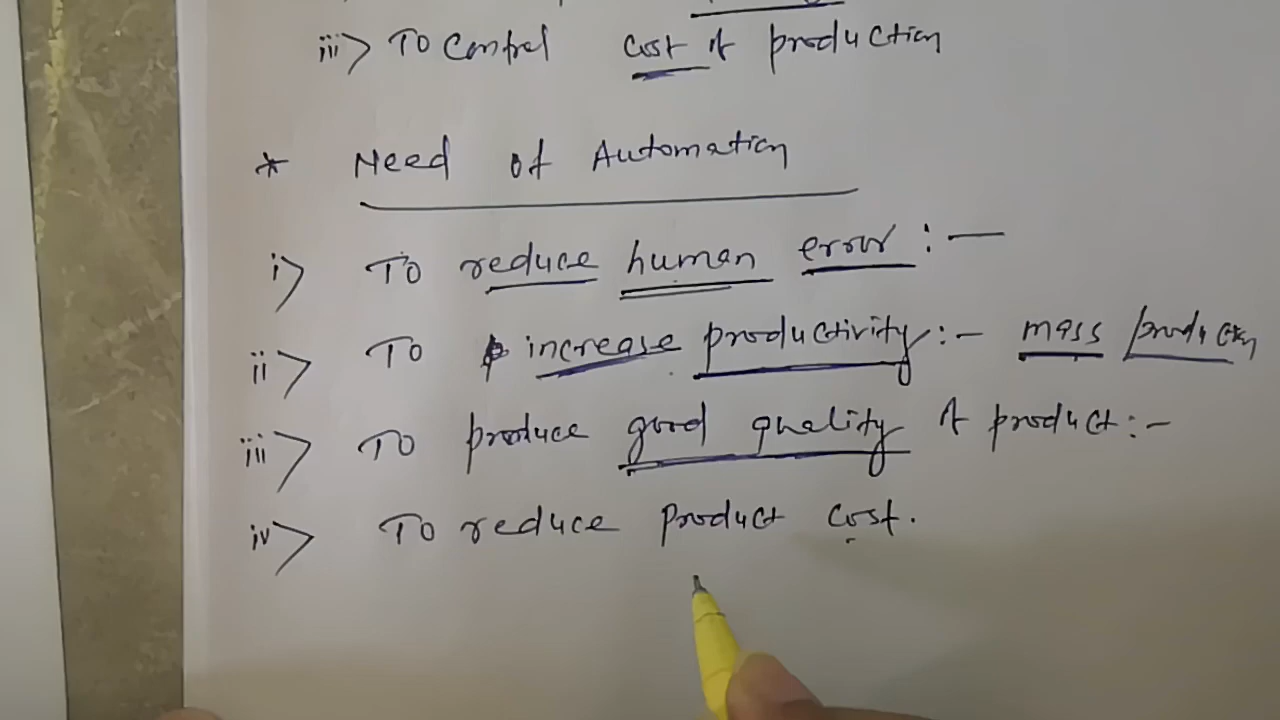 iii> To Control cost of production
* Need of Automation
i> To reduce human error :-
ii> To increase productivity :- mass production
iii> To produce good quality of product :-
iv> To reduce product cost.